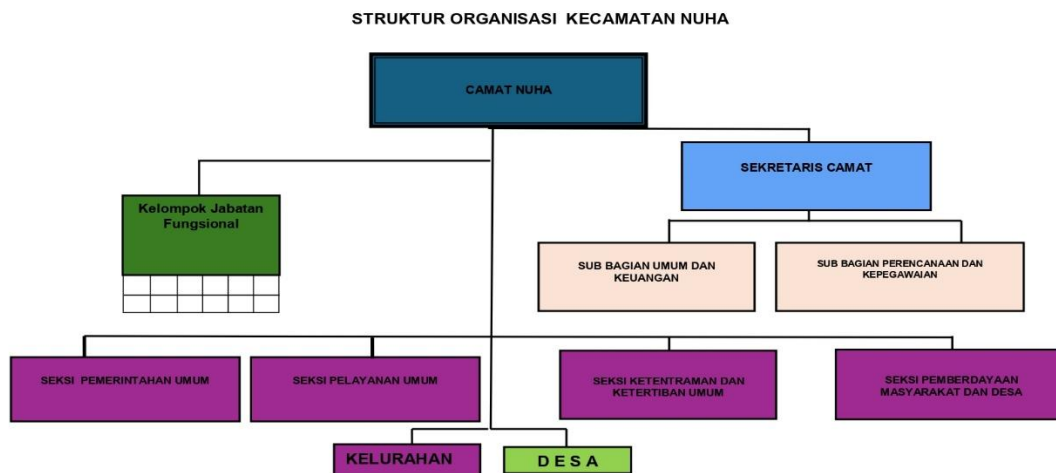 STRUKTUR ORGANISASI KECAMATAN NUHA
CAMAT NUHA
SEKRETARIS CAMAT
Kelompok Jabatan
Fungsional
SUB BAGIAN UMUM DAN
KEUANGAN
SUB BAGIAN PERENCANAAN DAN
KEPEGAWAIAN
SEKSI PEMERINTAHAN UMUM
SEKSI PELAYANAN UMUM
SEKSI KETENTRAMAN DAN
KETERTIBAN UMUM
SEKSI PEMBERDAYAAN
MASYARAKAT DAN DESA
KELURAHAN
D E S A